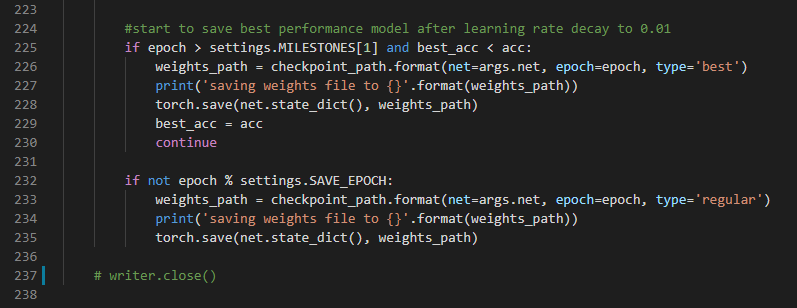 223
224 #start to save best performance model after learning rate decay to 0.01
225 if epoch > settings.MILESTONES[1] and best_acc < acc:
226 weights_path = checkpoint_path.format(net=args.net, epoch=epoch, type='best')
227 print('saving weights file to {}'.format(weights_path))
228 torch.save(net.state_dict(), weights_path)
229 best_acc = acc
230 continue
231
232 if not epoch % settings.SAVE_EPOCH:
233 weights_path = checkpoint_path.format(net=args.net, epoch=epoch, type='regular')
234 print('saving weights file to {}'.format(weights_path))
235 torch.save(net.state_dict(), weights_path)
236
237 # writer.close()
238